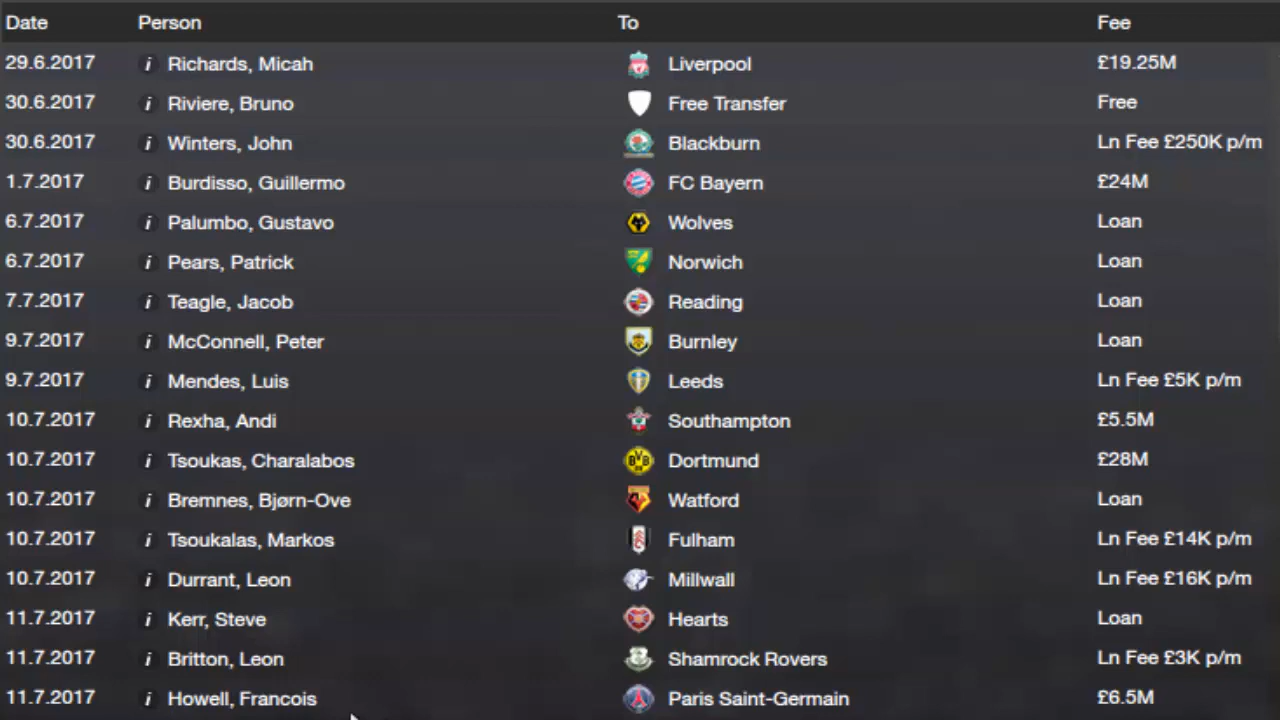 Date Person To Fee
29.6.2017 i Richards, Micah Liverpool £19.25M
30.6.2017 i Riviere, Bruno Free Transfer Free
30.6.2017 i Winters, John Blackburn Ln Fee £250K p/m
1.7.2017 i Burdisso, Guillermo FC Bayern £24M
6.7.2017 i Palumbo, Gustavo Wolves Loan
6.7.2017 i Pears, Patrick Norwich Loan
7.7.2017 i Teagle, Jacob Reading Loan
9.7.2017 i McConnell, Peter Burnley Loan
9.7.2017 i Mendes, Luis Leeds Ln Fee £5K p/m
10.7.2017 i Rexha, Andi Southampton £5.5M
10.7.2017 i Tsoukas, Charalabos BVB Dortmund £28M
10.7.2017 i Bremnes, Bjørn-Ove Watford Loan
10.7.2017 i Tsoukalas, Markos Fulham Ln Fee £14K p/m
10.7.2017 i Durrant, Leon Millwall Ln Fee £16K p/m
11.7.2017 i Kerr, Steve Hearts Loan
11.7.2017 i Britton, Leon Shamrock Rovers Ln Fee £3K p/m
11.7.2017 i Howell, Francois Paris Saint-Germain £6.5M